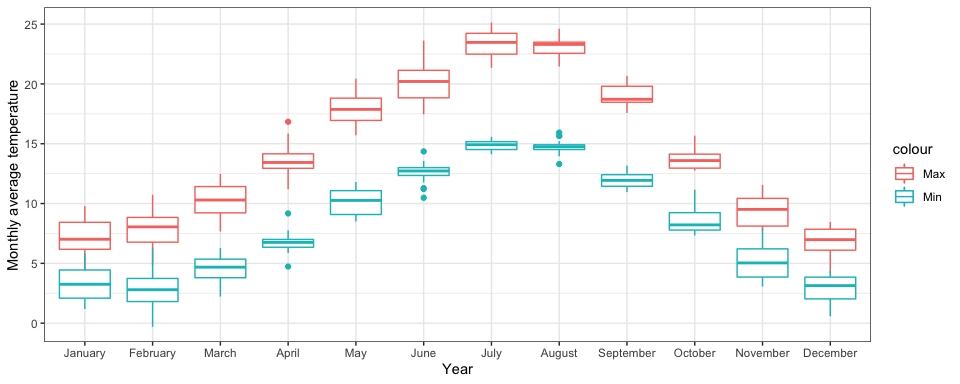 Monthly average temperature
25
20
15
10
5
0
January February March April May June July August September October November December
Year
colour
Max
Min